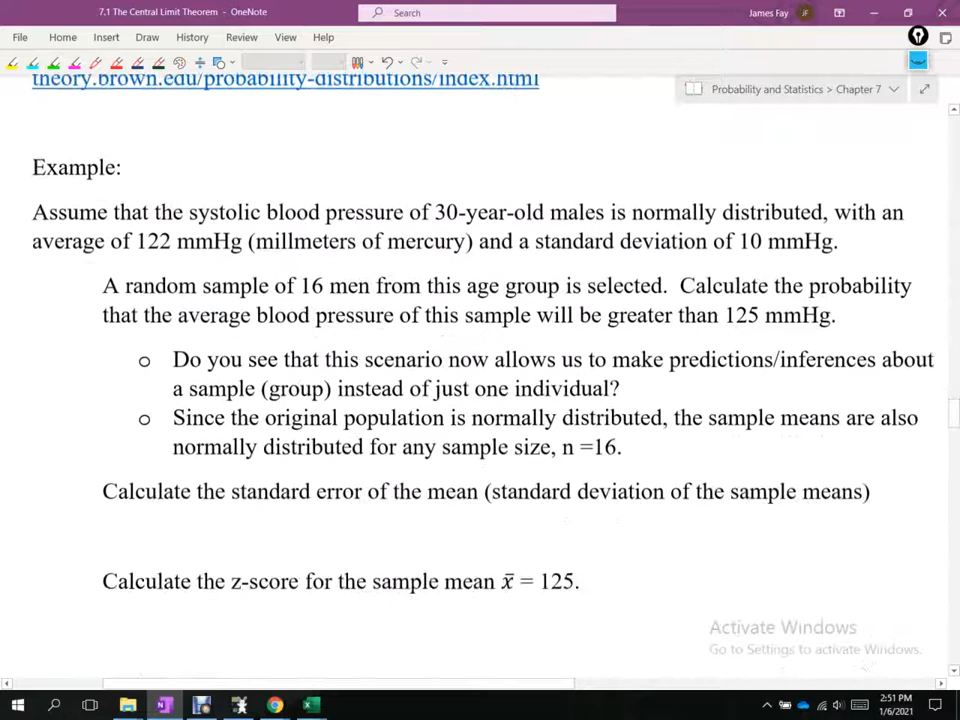 7.1 The Central Limit Theorem - OneNote
Search
James Fay
JF
File Home Insert Draw History Review View Help
theory.brown.edu/probability-distributions/index.html
Probability and Statistics > Chapter 7
Example:
Assume that the systolic blood pressure of 30-year-old males is normally distributed, with an
average of 122 mmHg (millmeters of mercury) and a standard deviation of 10 mmHg.
A random sample of 16 men from this age group is selected. Calculate the probability
that the average blood pressure of this sample will be greater than 125 mmHg.
o Do you see that this scenario now allows us to make predictions/inferences about
a sample (group) instead of just one individual?
o Since the original population is normally distributed, the sample means are also
normally distributed for any sample size, n =16.
Calculate the standard error of the mean (standard deviation of the sample means)
Calculate the z-score for the sample mean x̄ = 125.
Activate Windows
Go to Settings to activate Windows.
2:51 PM
1/6/2021